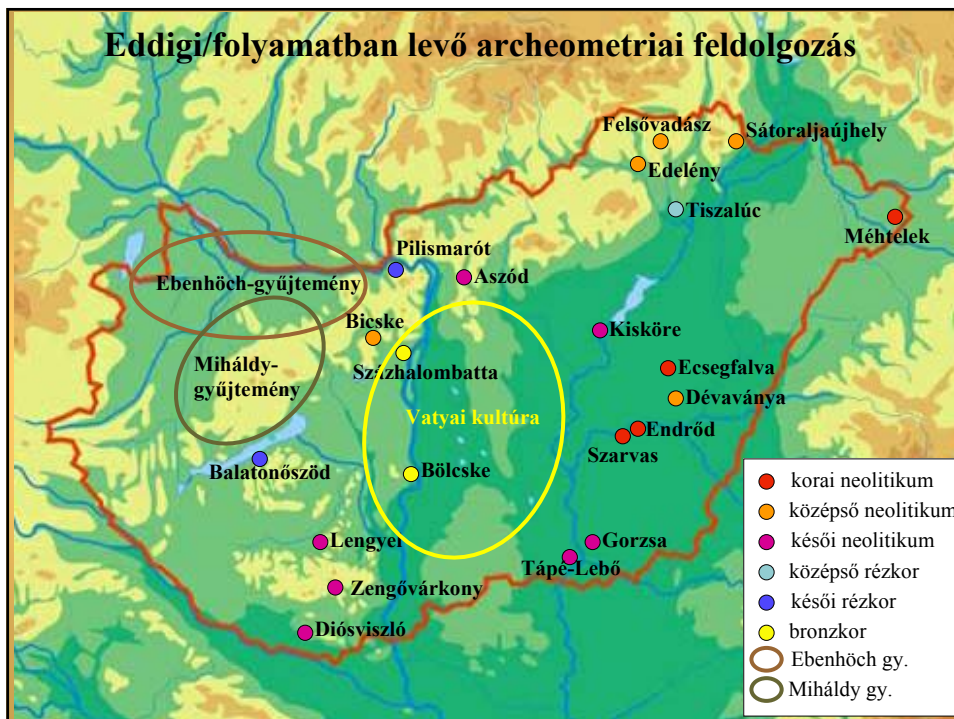 Eddigi/folyamatban levő archeometriai feldolgozás
Felsővadász
Sátoraljaújhely
Edelény
Tiszalúc
Méhtelek
Pilismarót
Aszód
Ebenhöch-gyűjtemény
Bicske
Kisköre
Miháldy-
gyűjtemény
Százhalombatta
Ecsegfalva
Dévaványa
Vatyai kultúra
Endrőd
Szarvas
Balatonőszöd
Bölcske
Lengyel
Gorzsa
Tápé-Lebő
Zengővárkony
Diósviszló
korai neolitikum
középső neolitikum
késői neolitikum
középső rézkor
késői rézkor
bronzkor
Ebenhöch gy.
Miháldy gy.